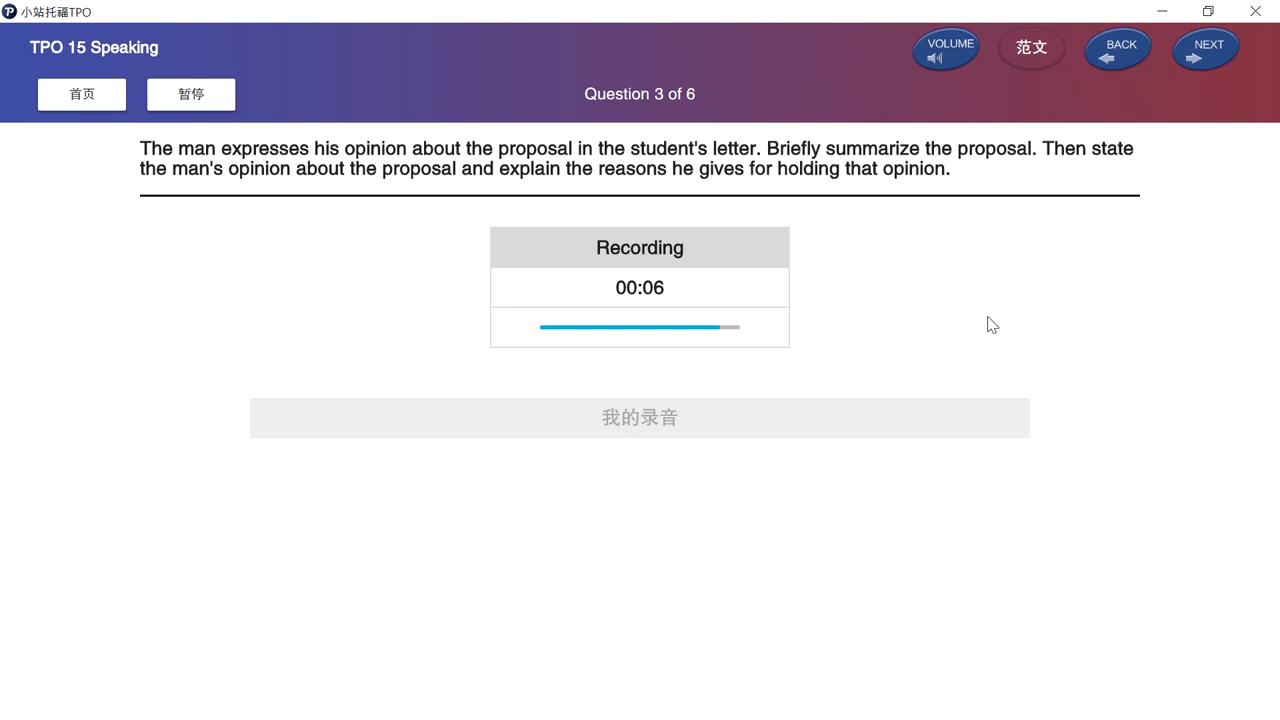 小站托福TPO
TPO 15 Speaking
VOLUME
范文
BACK
NEXT
首页
暂停
Question 3 of 6
The man expresses his opinion about the proposal in the student's letter. Briefly summarize the proposal. Then state
the man's opinion about the proposal and explain the reasons he gives for holding that opinion.
Recording
00:06
我的录音